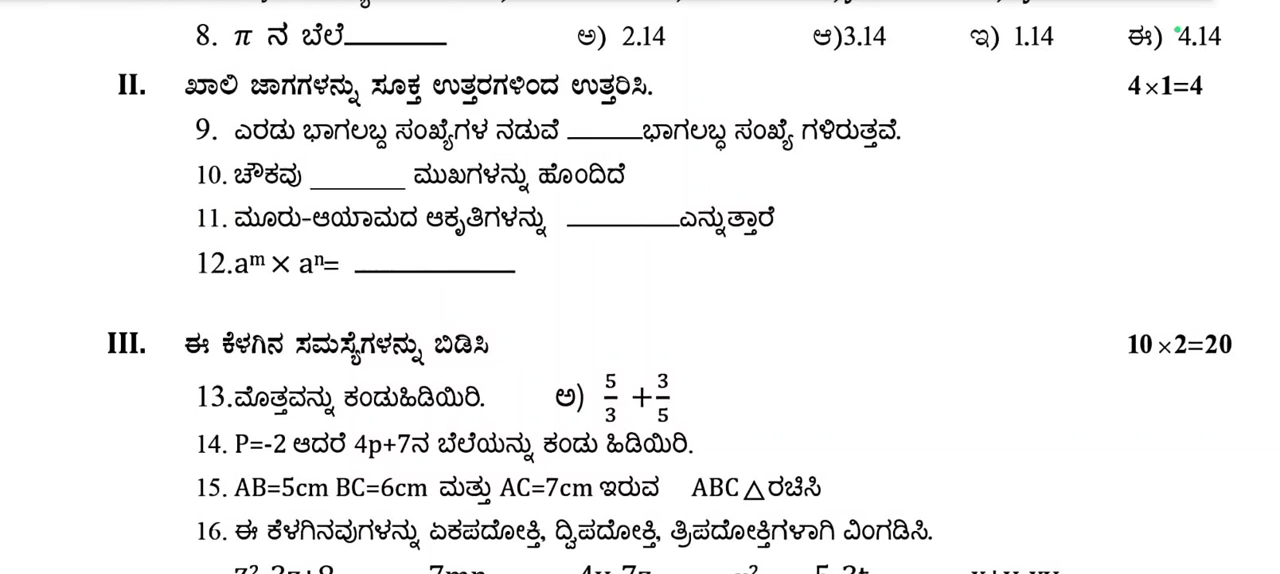 8. π ನ ಬೆಲೆ_______ ಅ) 2.14 ಆ)3.14 ಇ) 1.14 ಈ) 4.14
II. ಖಾಲಿ ಜಾಗಗಳನ್ನು ಸೂಕ್ತ ಉತ್ತರಗಳಿಂದ ಉತ್ತರಿಸಿ. 4×1=4
9. ಎರಡು ಭಾಗಲಬ್ದ ಸಂಖ್ಯೆಗಳ ನಡುವೆ _____ಭಾಗಲಬ್ಧ ಸಂಖ್ಯೆ ಗಳಿರುತ್ತವೆ.
10. ಚೌಕವು _______ ಮುಖಗಳನ್ನು ಹೊಂದಿದೆ
11. ಮೂರು-ಆಯಾಮದ ಆಕೃತಿಗಳನ್ನು ________ಎನ್ನುತ್ತಾರೆ
12.aᵐ × aⁿ= ___________
III. ಈ ಕೆಳಗಿನ ಸಮಸ್ಯೆಗಳನ್ನು ಬಿಡಿಸಿ 10×2=20
13.ಮೊತ್ತವನ್ನು ಕಂಡುಹಿಡಿಯಿರಿ. ಅ) 5/3 + 3/5
14. P=-2 ಆದರೆ 4p+7ನ ಬೆಲೆಯನ್ನು ಕಂಡು ಹಿಡಿಯಿರಿ.
15. AB=5cm BC=6cm ಮತ್ತು AC=7cm ಇರುವ ABC△ರಚಿಸಿ
16. ಈ ಕೆಳಗಿನವುಗಳನ್ನು ಏಕಪದೋಕ್ತಿ, ದ್ವಿಪದೋಕ್ತಿ, ತ್ರಿಪದೋಕ್ತಿಗಳಾಗಿ ವಿಂಗಡಿಸಿ.